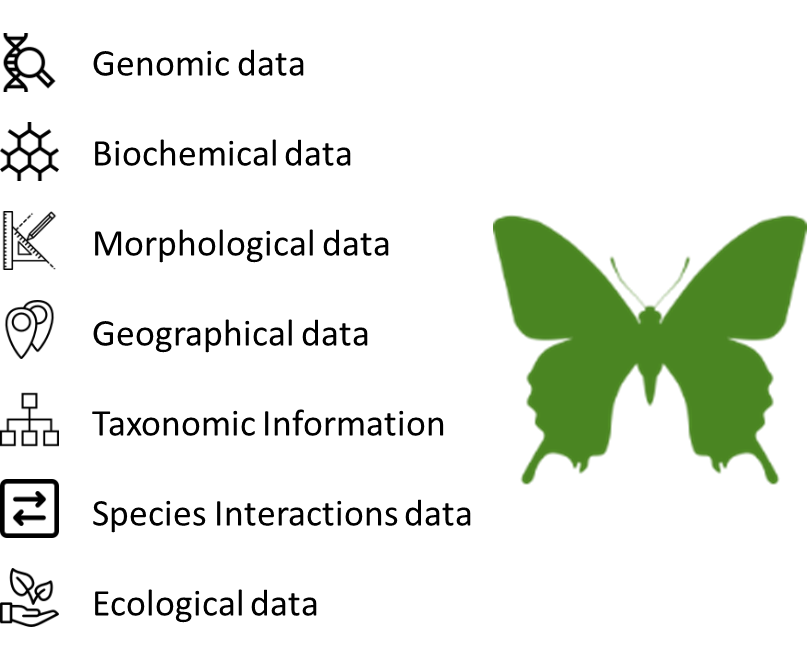 Genomic data
Biochemical data
Morphological data
Geographical data
Taxonomic Information
Species Interactions data
Ecological data